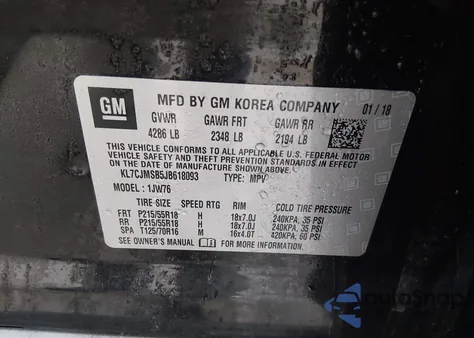 GM MFD BY GM KOREA COMPANY 01/18
GVWR GAWR FRT GAWR RR
4286 LB 2348 LB 2194 LB
THIS VEHICLE CONFORMS TO ALL APPLICABLE U.S. FEDERAL
MOTOR VEHICLE SAFETY, BUMPER, AND THEFT PREVENTION
STANDARDS IN EFFECT ON THE DATE OF MANUFACTURE SHOWN ABOVE.
KL7CJMSB5JB618093 TYPE: MPV
MODEL: 1JW76
TIRE SIZE SPEED RTG RIM COLD TIRE PRESSURE
FRT P215/55R18 H 18x7.0J 240KPA, 35 PSI
RR P215/55R18 H 18x7.0J 240KPA, 35 PSI
SPA T125/70R16 M 16x4.0T 420KPA, 60 PSI
SEE OWNER'S MANUAL FOR MORE INFORMATION.
AutoSnap